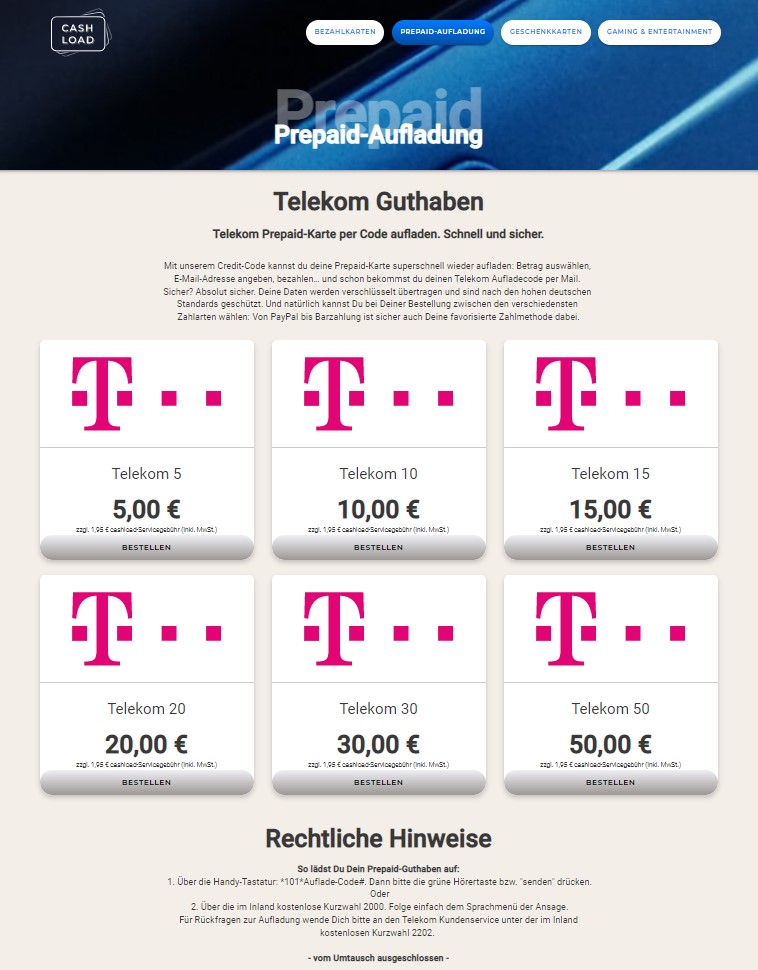 CASH
LOAD
BEZAHLKARTEN
PREPAID-AUFLADUNG
GESCHENKKARTEN
GAMING & ENTERTAINMENT
Prepaid
Prepaid-Aufladung
Telekom Guthaben
Telekom Prepaid-Karte per Code aufladen. Schnell und sicher.
Mit unserem Credit-Code kannst du deine Prepaid-Karte superschnell wieder aufladen: Betrag auswählen,
E-Mail-Adresse angeben, bezahlen... und schon bekommst du deinen Telekom Aufladecode per Mail.
Sicher? Absolut sicher. Deine Daten werden verschlüsselt übertragen und sind nach den hohen deutschen
Standards geschützt. Und natürlich kannst Du bei Deiner Bestellung zwischen den verschiedensten
Zahlarten wählen: Von PayPal bis Barzahlung ist sicher auch Deine favorisierte Zahlmethode dabei.
T
Telekom 5
5,00 €
zzgl. 1,95 € cashload-Servicegebühr (inkl. MwSt.)
BESTELLEN
T
Telekom 10
10,00 €
zzgl. 1,95 € cashload-Servicegebühr (inkl. MwSt.)
BESTELLEN
T
Telekom 15
15,00 €
zzgl. 1,95 € cashload-Servicegebühr (inkl. MwSt.)
BESTELLEN
T
Telekom 20
20,00 €
zzgl. 1,95 € cashload-Servicegebühr (inkl. MwSt.)
BESTELLEN
T
Telekom 30
30,00 €
zzgl. 1,95 € cashload-Servicegebühr (inkl. MwSt.)
BESTELLEN
T
Telekom 50
50,00 €
zzgl. 1,95 € cashload-Servicegebühr (inkl. MwSt.)
BESTELLEN
Rechtliche Hinweise
So lädst Du Dein Prepaid-Guthaben auf:
1. Über die Handy-Tastatur: *101*Auflade-Code#. Dann bitte die grüne Hörertaste bzw. "senden" drücken.
Oder
2. Über die im Inland kostenlose Kurzwahl 2000. Folge einfach dem Sprachmenü der Ansage.
Für Rückfragen zur Aufladung wende Dich bitte an den Telekom Kundenservice unter der im Inland
kostenlosen Kurzwahl 2202.
- vom Umtausch ausgeschlossen -